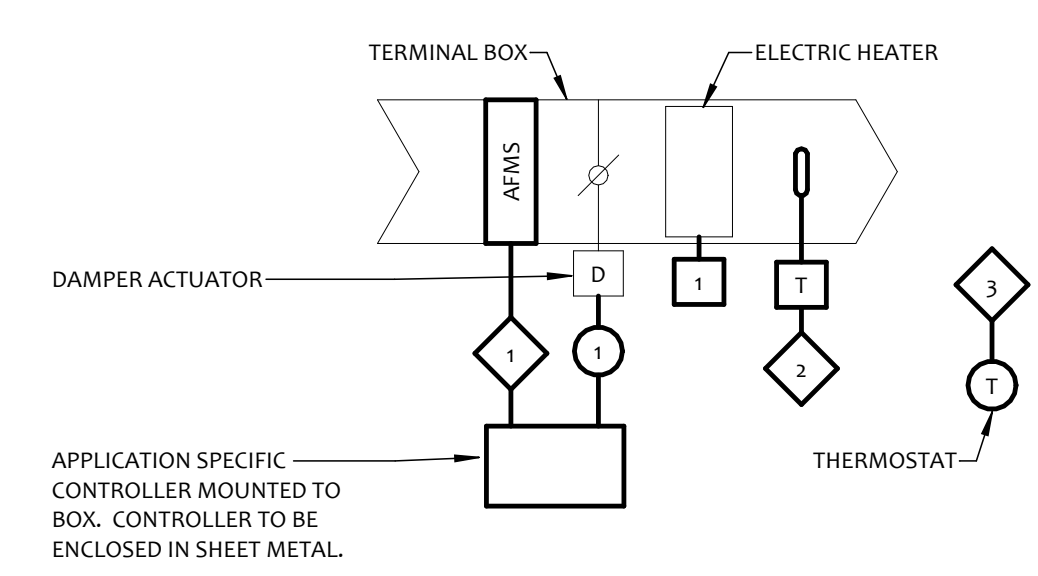 TERMINAL BOX
ELECTRIC HEATER
AFMS
DAMPER ACTUATOR
D
1
T
3
1
1
2
T
APPLICATION SPECIFIC
CONTROLLER MOUNTED TO
BOX. CONTROLLER TO BE
ENCLOSED IN SHEET METAL.
THERMOSTAT